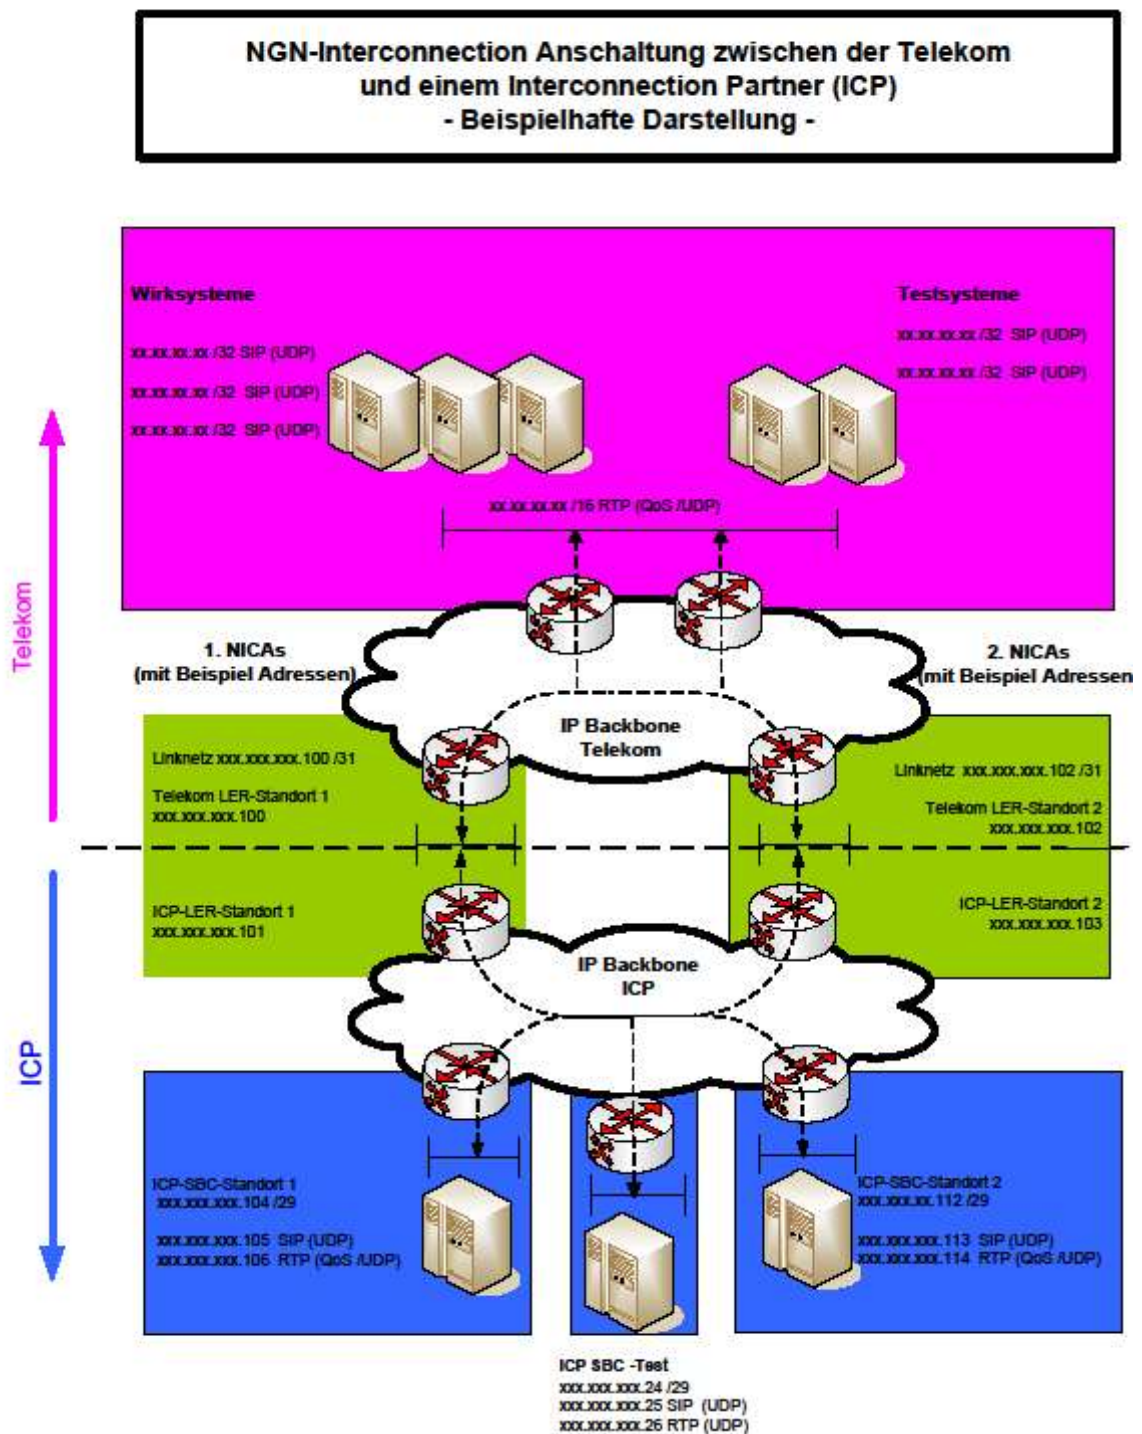 NGN-Interconnection Anschaltung zwischen der Telekom
und einem Interconnection Partner (ICP)
- Beispielhafte Darstellung -
Wirksysteme
xx.xx.xx.xx /32 SIP (UDP)
xx.xx.xx.xx /32 SIP (UDP)
xx.xx.xx.xx /32 SIP (UDP)
Testsysteme
xx.xx.xx.xx /32 SIP (UDP)
xx.xx.xx.xx /32 SIP (UDP)
xx.xx.xx.xx /16 RTP (QoS /UDP)
Telekom
1. NICAs
(mit Beispiel Adressen)
2. NICAs
(mit Beispiel Adressen)
IP Backbone
Telekom
Linknetz xxx.xxx.xxx.100 /31
Telekom LER-Standort 1
xxx.xxx.xxx.100
Linknetz xxx.xxx.xxx.102 /31
Telekom LER-Standort 2
xxx.xxx.xxx.102
ICP-LER-Standort 1
xxx.xxx.xxx.101
ICP-LER-Standort 2
xxx.xxx.xxx.103
IP Backbone
ICP
ICP
ICP-SBC-Standort 1
xxx.xxx.xxx.104 /29
xxx.xxx.xxx.105 SIP (UDP)
xxx.xxx.xxx.106 RTP (QoS /UDP)
ICP-SBC-Standort 2
xxx.xxx.xx.112 /29
xxx.xxx.xxx.113 SIP (UDP)
xxx.xxx.xxx.114 RTP (QoS /UDP)
ICP SBC -Test
xxx.xxx.xxx.24 /29
xxx.xxx.xxx.25 SIP (UDP)
xxx.xxx.xxx.26 RTP (UDP)